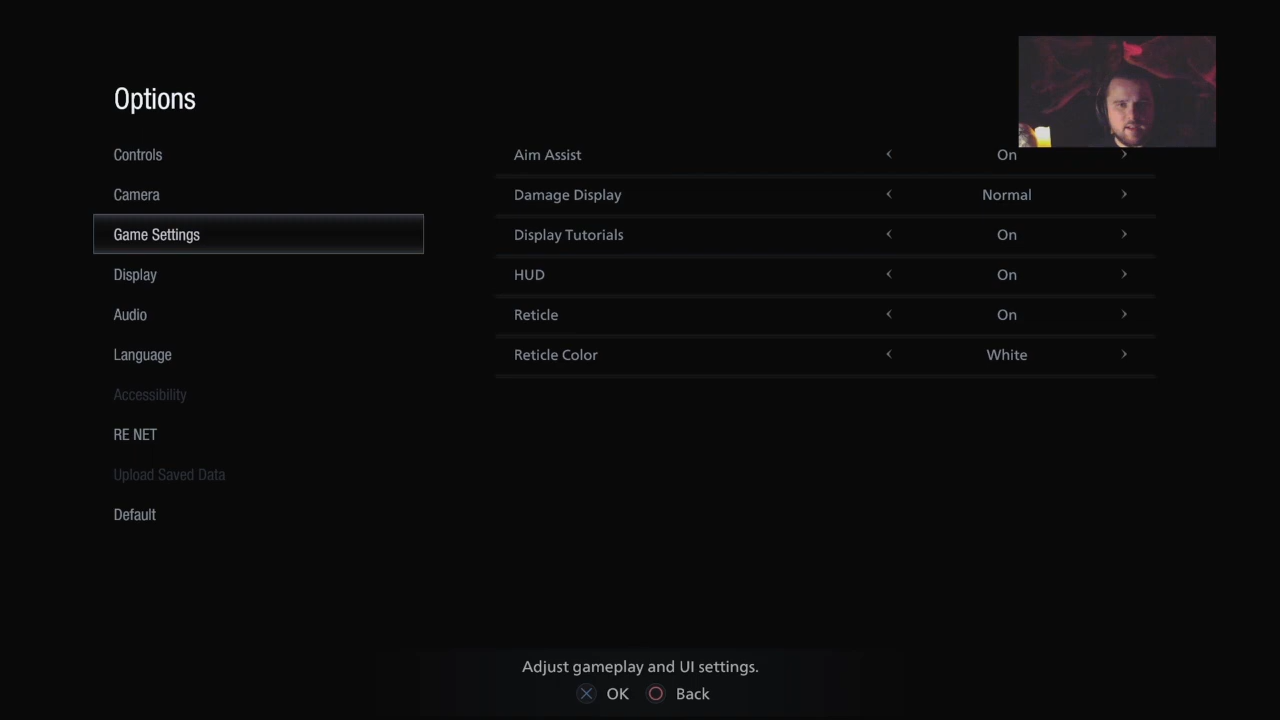 Options
Controls
Camera
Game Settings
Display
Audio
Language
Accessibility
RE NET
Upload Saved Data
Default
Aim Assist On
Damage Display Normal
Display Tutorials On
HUD On
Reticle On
Reticle Color White
Adjust gameplay and UI settings.
OK Back